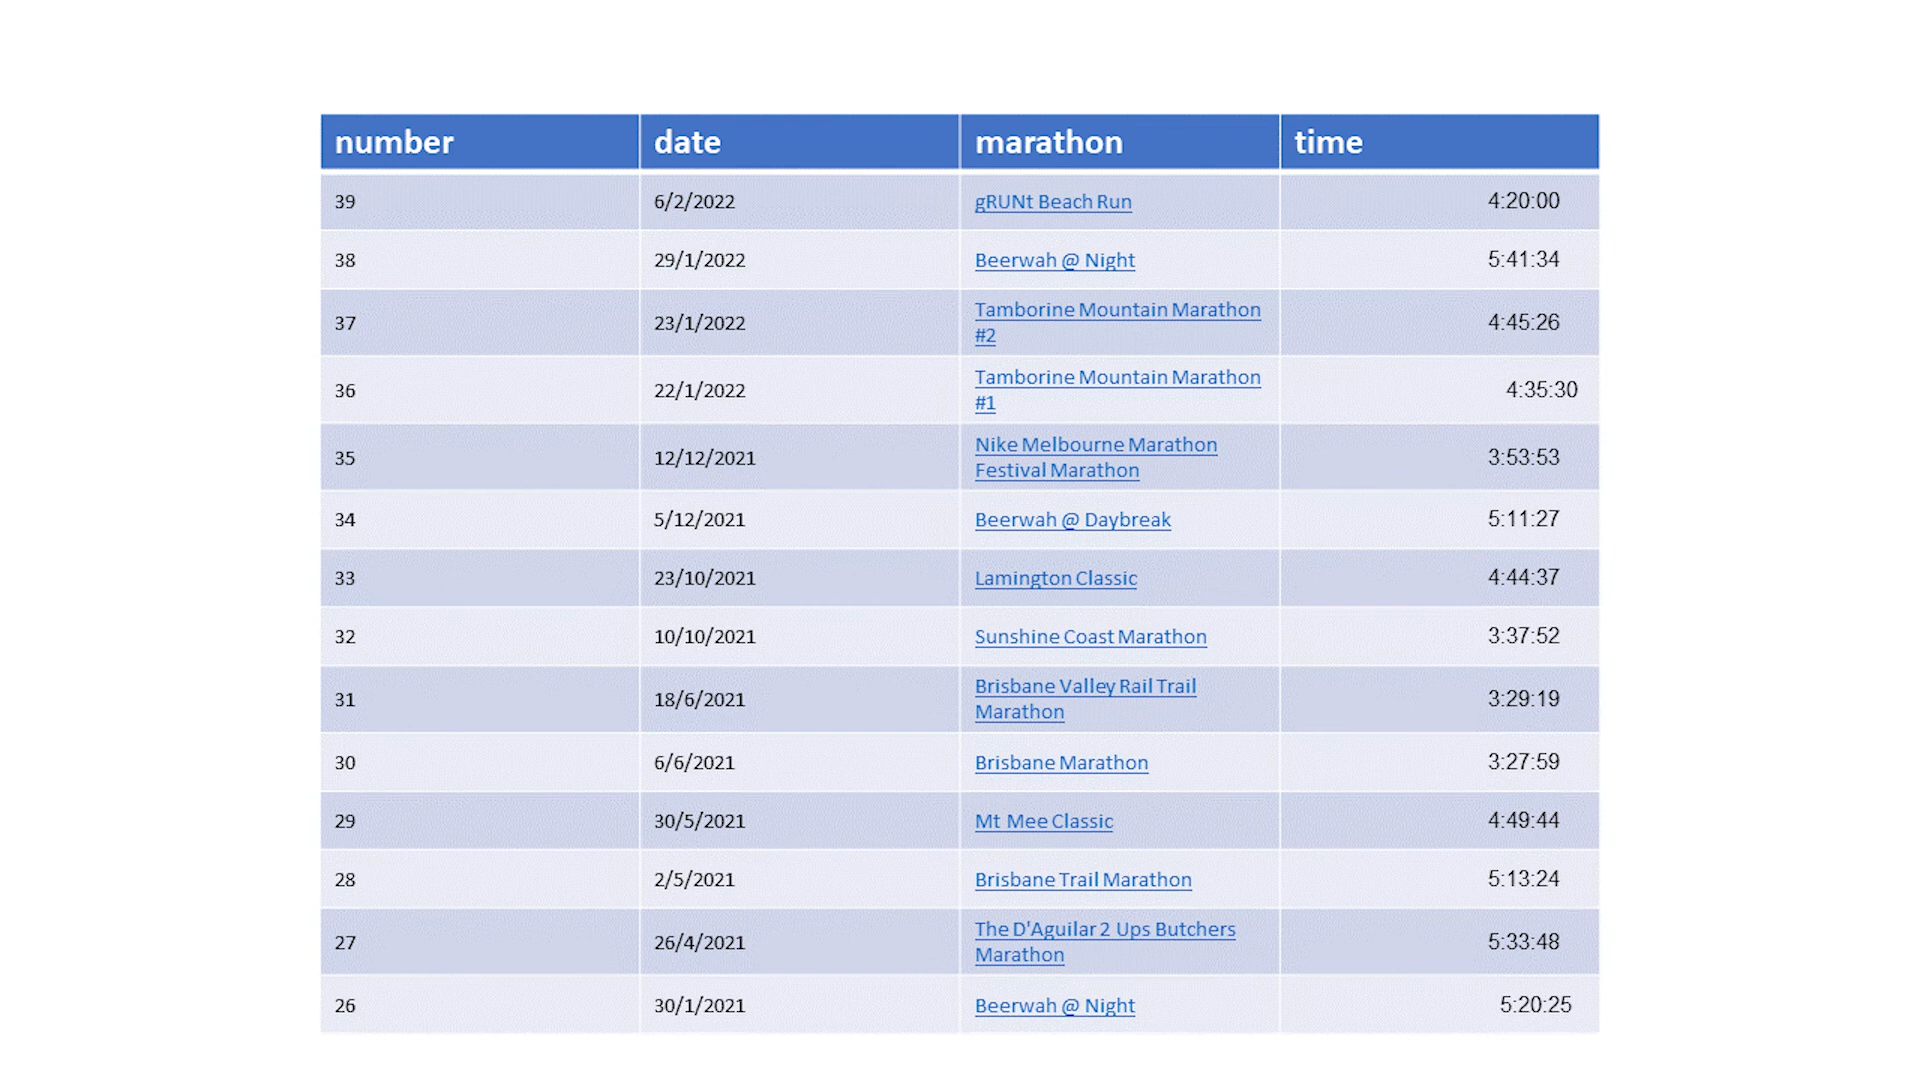 number date marathon time
39 6/2/2022 gRUNt Beach Run 4:20:00
38 29/1/2022 Beerwah @ Night 5:41:34
37 23/1/2022 Tamborine Mountain Marathon 4:45:26
#2
36 22/1/2022 Tamborine Mountain Marathon 4:35:30
#1
35 12/12/2021 Nike Melbourne Marathon 3:53:53
Festival Marathon
34 5/12/2021 Beerwah @ Daybreak 5:11:27
33 23/10/2021 Lamington Classic 4:44:37
32 10/10/2021 Sunshine Coast Marathon 3:37:52
31 18/6/2021 Brisbane Valley Rail Trail 3:29:19
Marathon
30 6/6/2021 Brisbane Marathon 3:27:59
29 30/5/2021 Mt Mee Classic 4:49:44
28 2/5/2021 Brisbane Trail Marathon 5:13:24
27 26/4/2021 The D'Aguilar 2 Ups Butchers 5:33:48
Marathon
26 30/1/2021 Beerwah @ Night 5:20:25